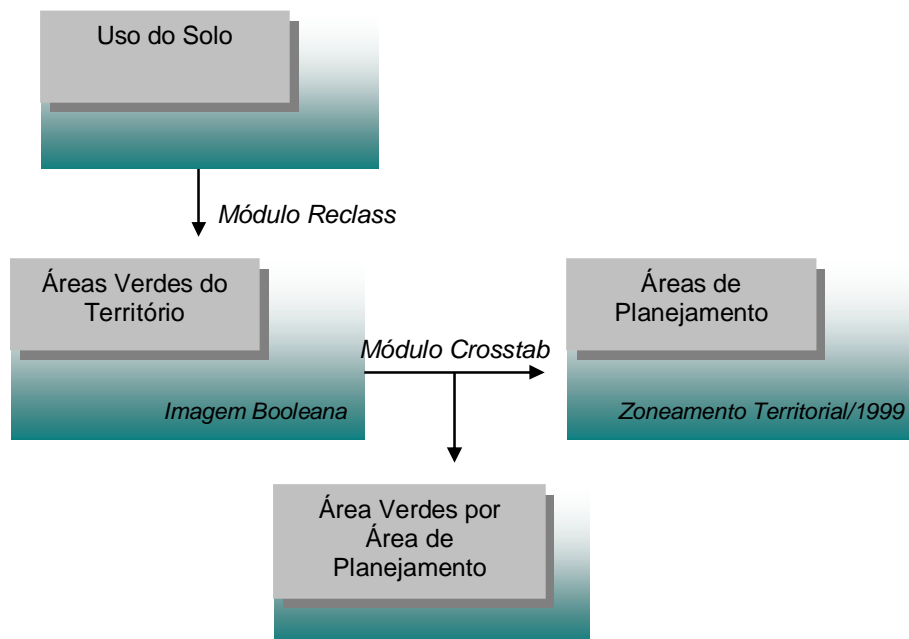 Uso do Solo
Módulo Reclass
Áreas Verdes do
Território
Imagem Booleana
Módulo Crosstab
Áreas de
Planejamento
Zoneamento Territorial/1999
Área Verdes por
Área de
Planejamento